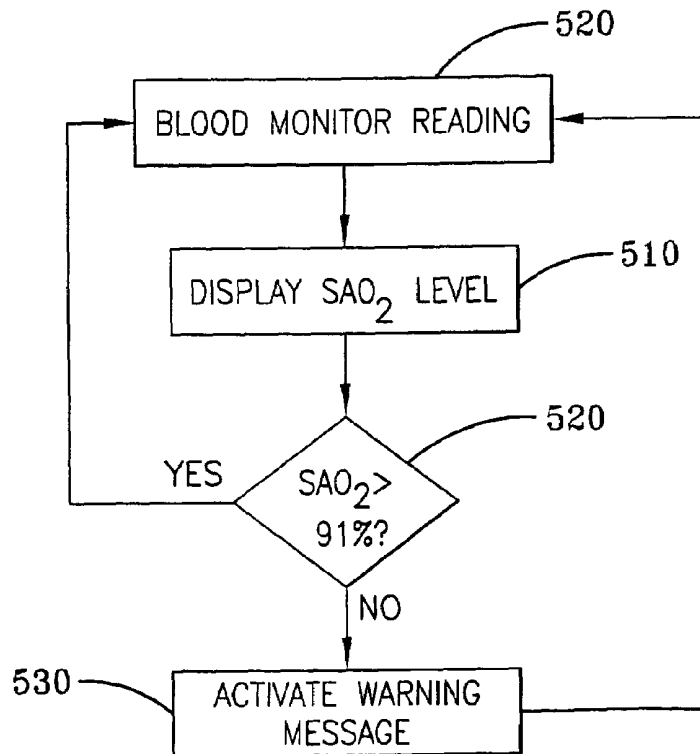 520
BLOOD MONITOR READING
510
DISPLAY SAO₂ LEVEL
520
YES
SAO₂>
91%?
NO
530
ACTIVATE WARNING
MESSAGE